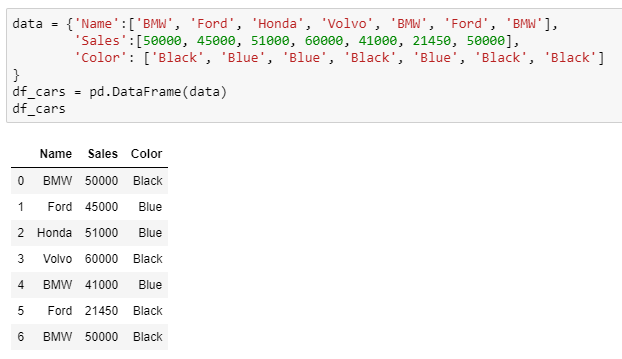 data = {'Name':['BMW', 'Ford', 'Honda', 'Volvo', 'BMW', 'Ford', 'BMW'],
        'Sales':[50000, 45000, 51000, 60000, 41000, 21450, 50000],
        'Color': ['Black', 'Blue', 'Blue', 'Black', 'Blue', 'Black', 'Black']
}
df_cars = pd.DataFrame(data)
df_cars
Name Sales Color
0 BMW 50000 Black
1 Ford 45000 Blue
2 Honda 51000 Blue
3 Volvo 60000 Black
4 BMW 41000 Blue
5 Ford 21450 Black
6 BMW 50000 Black